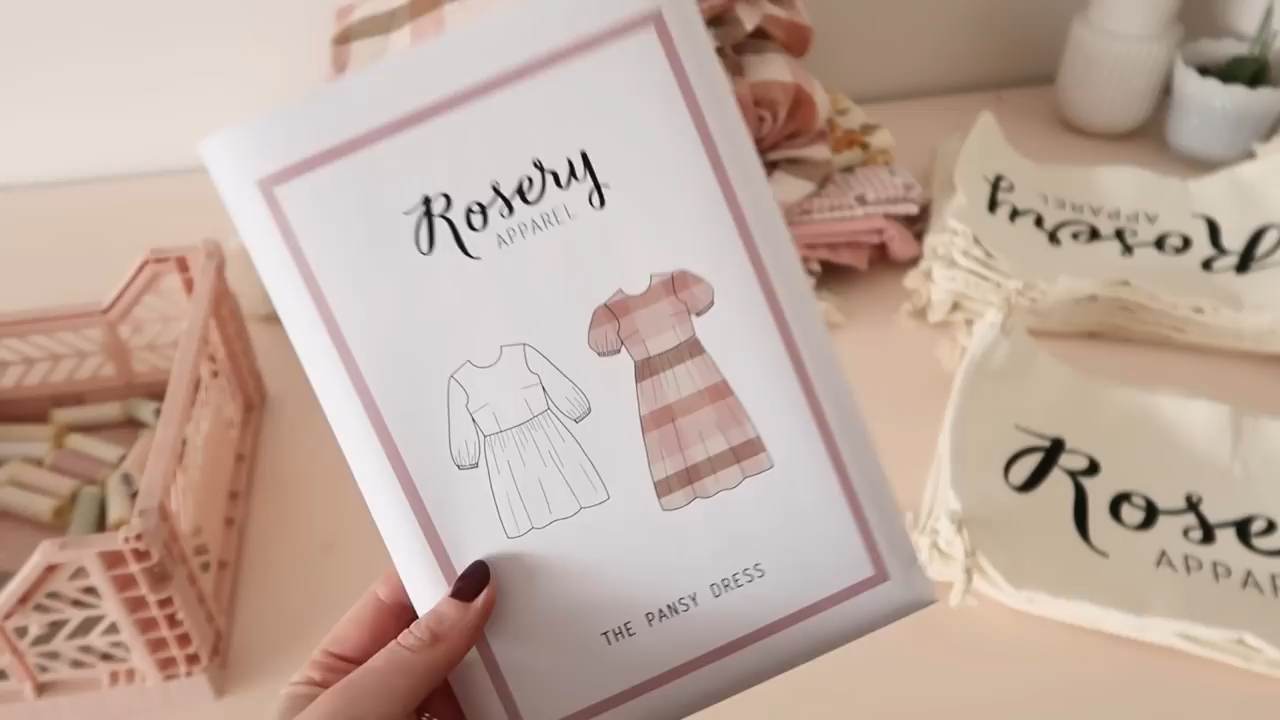 Rosery
APPAREL
THE PANSY DRESS
Rosery
APPAREL
Rose
APPAR